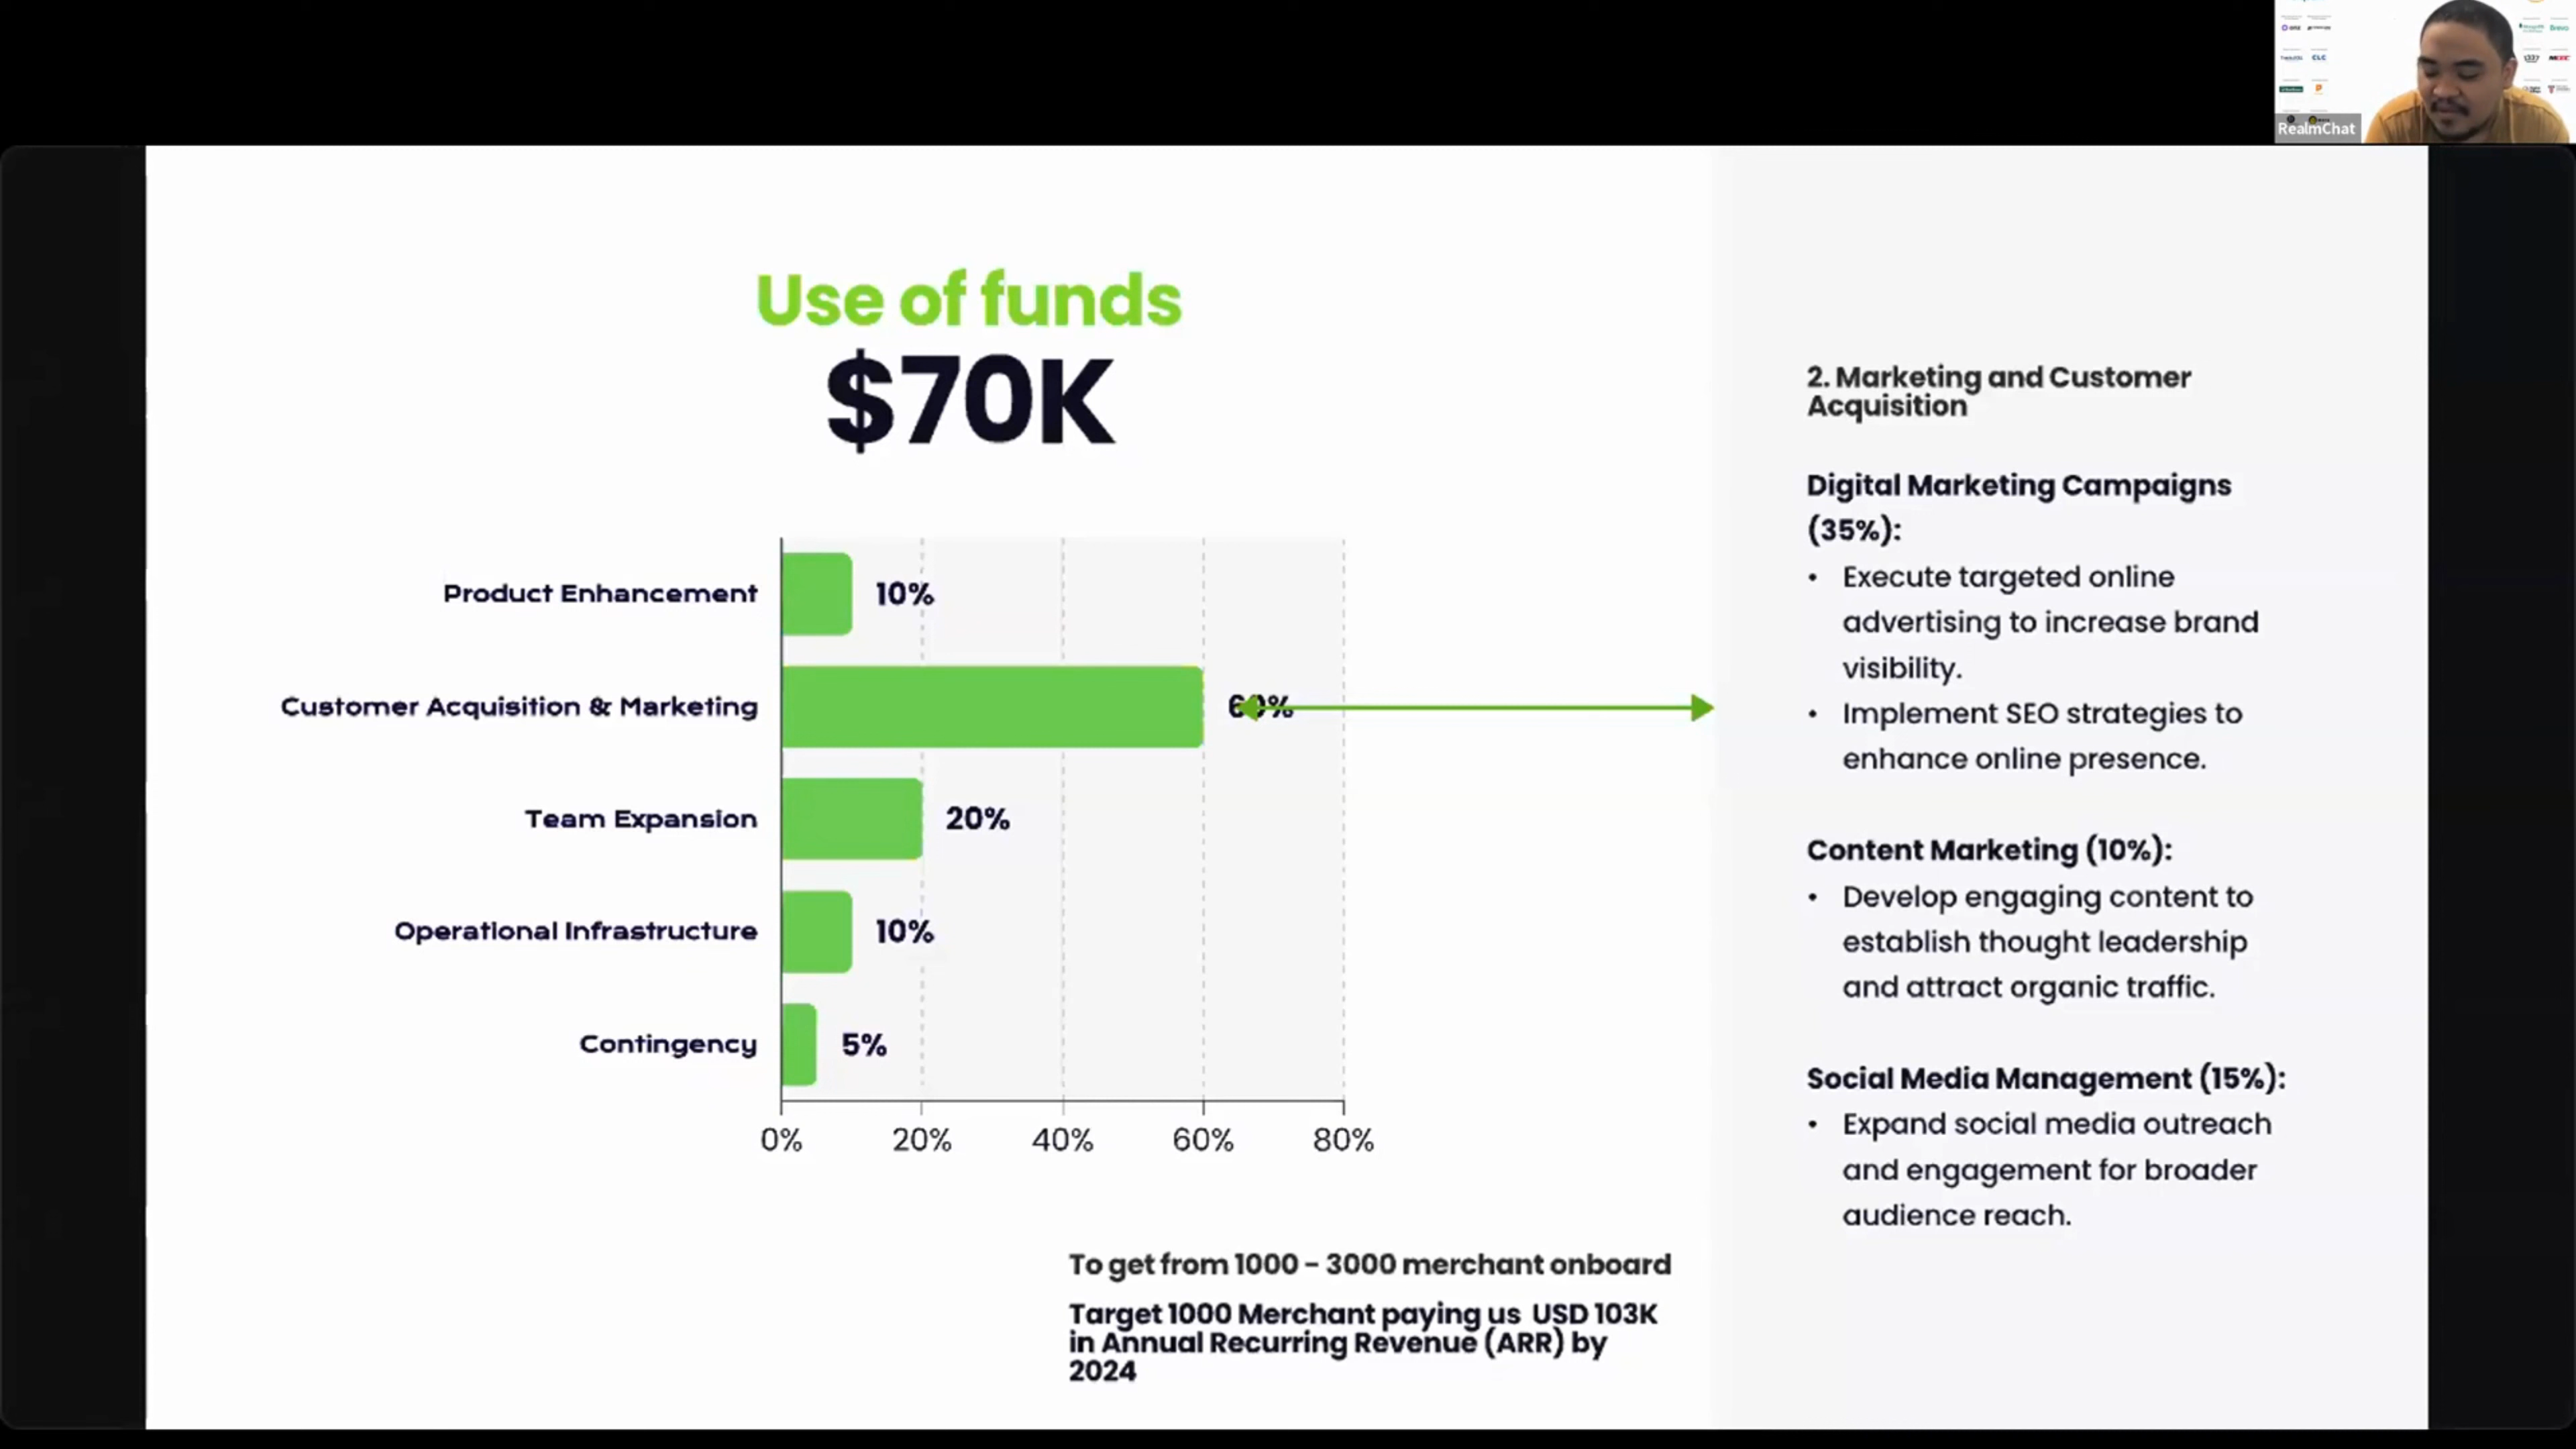 CLC
RealmChat
Use of funds
$70K
Product Enhancement
10%
Customer Acquisition & Marketing
60%
Team Expansion
20%
Operational Infrastructure
10%
Contingency
5%
0% 20% 40% 60% 80%
To get from 1000 - 3000 merchant onboard
Target 1000 Merchant paying us USD 103K
in Annual Recurring Revenue (ARR) by
2024
2. Marketing and Customer
Acquisition
Digital Marketing Campaigns
(35%):
• Execute targeted online
advertising to increase brand
visibility.
• Implement SEO strategies to
enhance online presence.
Content Marketing (10%):
• Develop engaging content to
establish thought leadership
and attract organic traffic.
Social Media Management (15%):
• Expand social media outreach
and engagement for broader
audience reach.